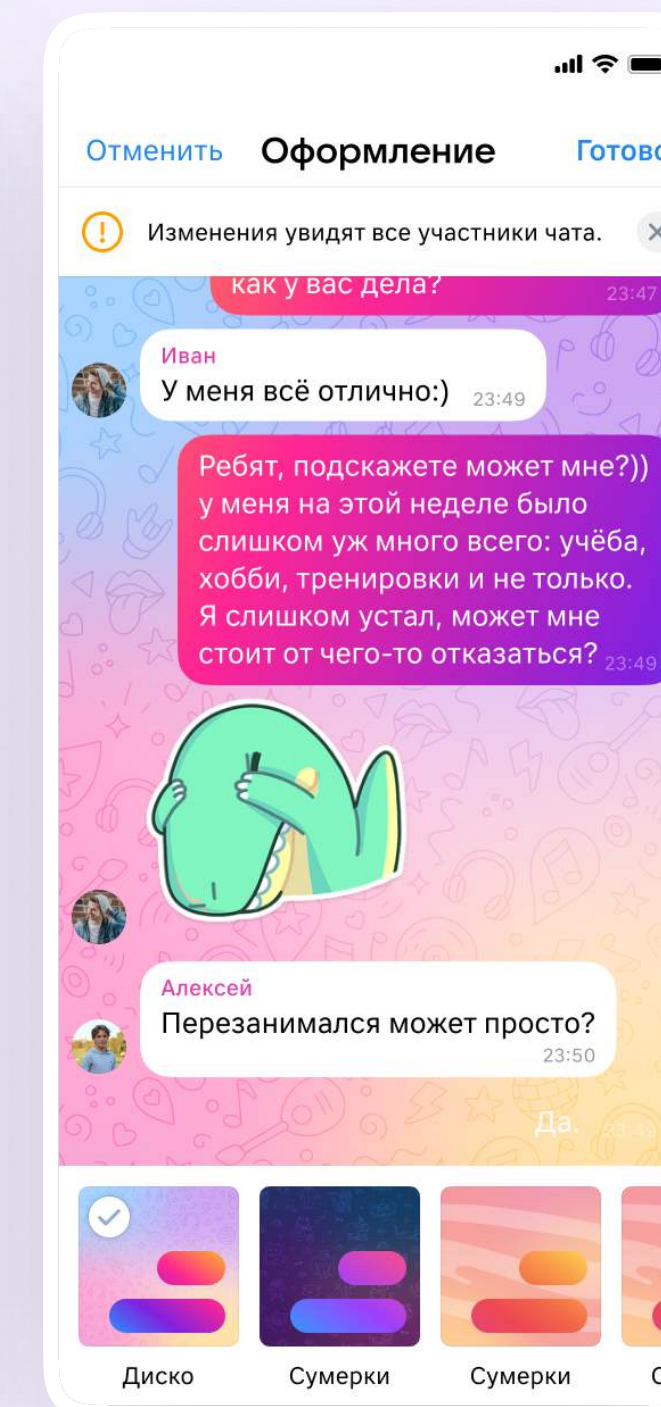 Отменить Оформление Готово
Изменения увидят все участники чата.
как у вас дела? 23:47
Иван
У меня всё отлично:) 23:49
Ребят, подскажете может мне?))
у меня на этой неделе было
слишком уж много всего: учёба,
хобби, тренировки и не только.
Я слишком устал, может мне
стоит от чего-то отказаться? 23:49
Алексей
Перезанимался может просто?
23:50
Да. 23:49
Диско Сумерки Сумерки